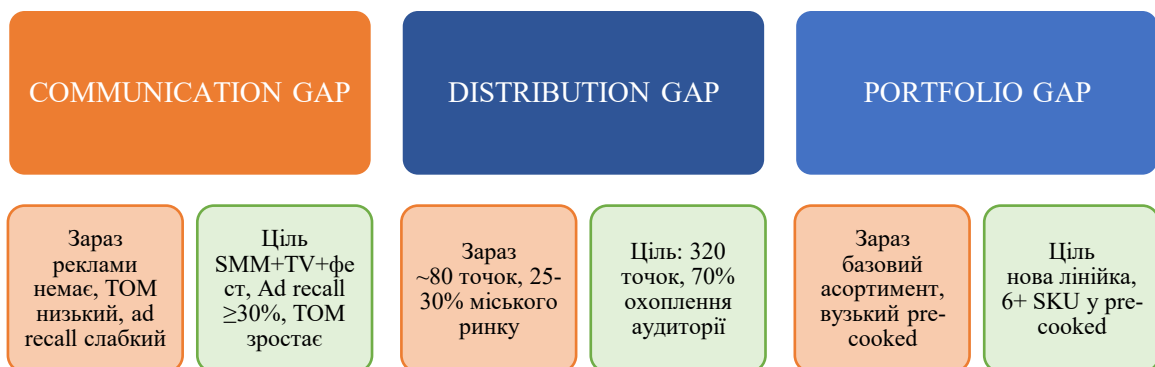 COMMUNICATION GAP
DISTRIBUTION GAP
PORTFOLIO GAP
Зараз
реклами
немає, TOM
низький, ad
recall слабкий
Ціль
SMM+TV+фе
ст, Ad recall
≥30%, TOM
зростає
Зараз
~80 точок, 25-
30% міського
ринку
Ціль: 320
точок, 70%
охоплення
аудиторії
Зараз
базовий
асортимент,
вузький pre-
cooked
Ціль
нова лінійка,
6+ SKU у pre-
cooked